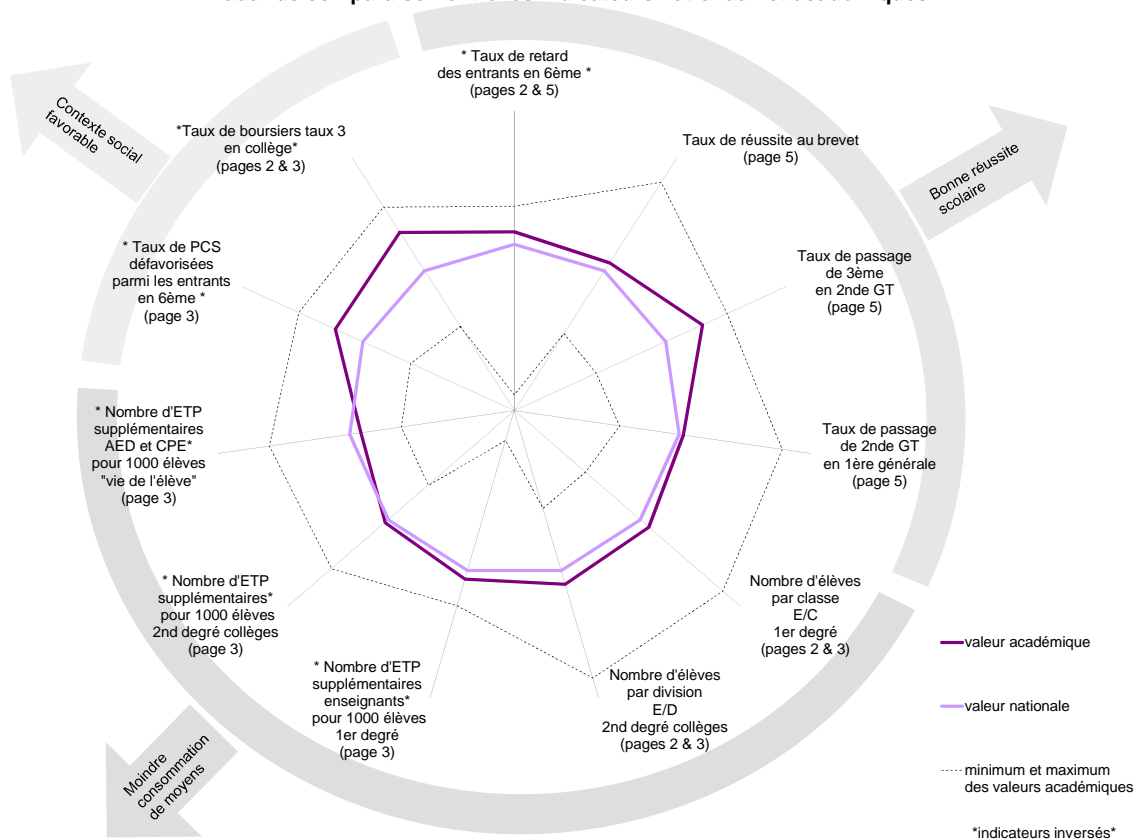 * Taux de retard
des entrants en 6ème *
(pages 2 & 5)
Taux de réussite au brevet
(page 5)
Bonne réussite
scolaire
Taux de passage
de 3ème
en 2nde GT
(page 5)
Taux de passage
de 2nde GT
en 1ère générale
(page 5)
Nombre d'élèves
par classe
E/C
1er degré
(pages 2 & 3)
Nombre d'élèves
par division
E/D
2nd degré collèges
(pages 2 & 3)
* Nombre d'ETP
supplémentaires
enseignants*
pour 1000 élèves
1er degré
(page 3)
* Nombre d'ETP
supplémentaires*
pour 1000 élèves
2nd degré collèges
(page 3)
Moindre
consommation
de moyens
* Nombre d'ETP
supplémentaires
AED et CPE*
pour 1000 élèves
"vie de l'élève"
(page 3)
* Taux de PCS
défavorisées
parmi les entrants
en 6ème *
(page 3)
*Taux de boursiers taux 3
en collège*
(pages 2 & 3)
Contexte social
favorable
valeur académique
valeur nationale
minimum et maximum
des valeurs académiques
*indicateurs inversés*